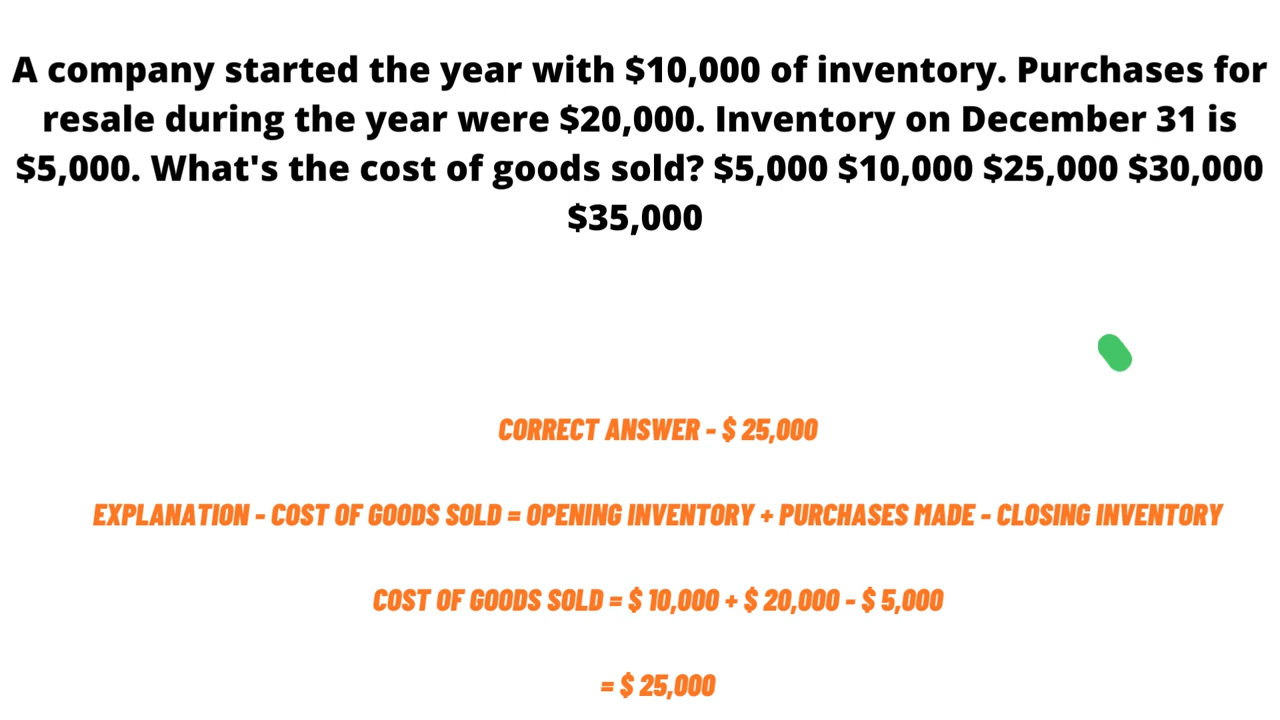 A company started the year with $10,000 of inventory. Purchases for
resale during the year were $20,000. Inventory on December 31 is
$5,000. What's the cost of goods sold? $5,000 $10,000 $25,000 $30,000
$35,000
CORRECT ANSWER - $ 25,000
EXPLANATION - COST OF GOODS SOLD = OPENING INVENTORY + PURCHASES MADE - CLOSING INVENTORY
COST OF GOODS SOLD = $ 10,000 + $ 20,000 - $ 5,000
= $ 25,000